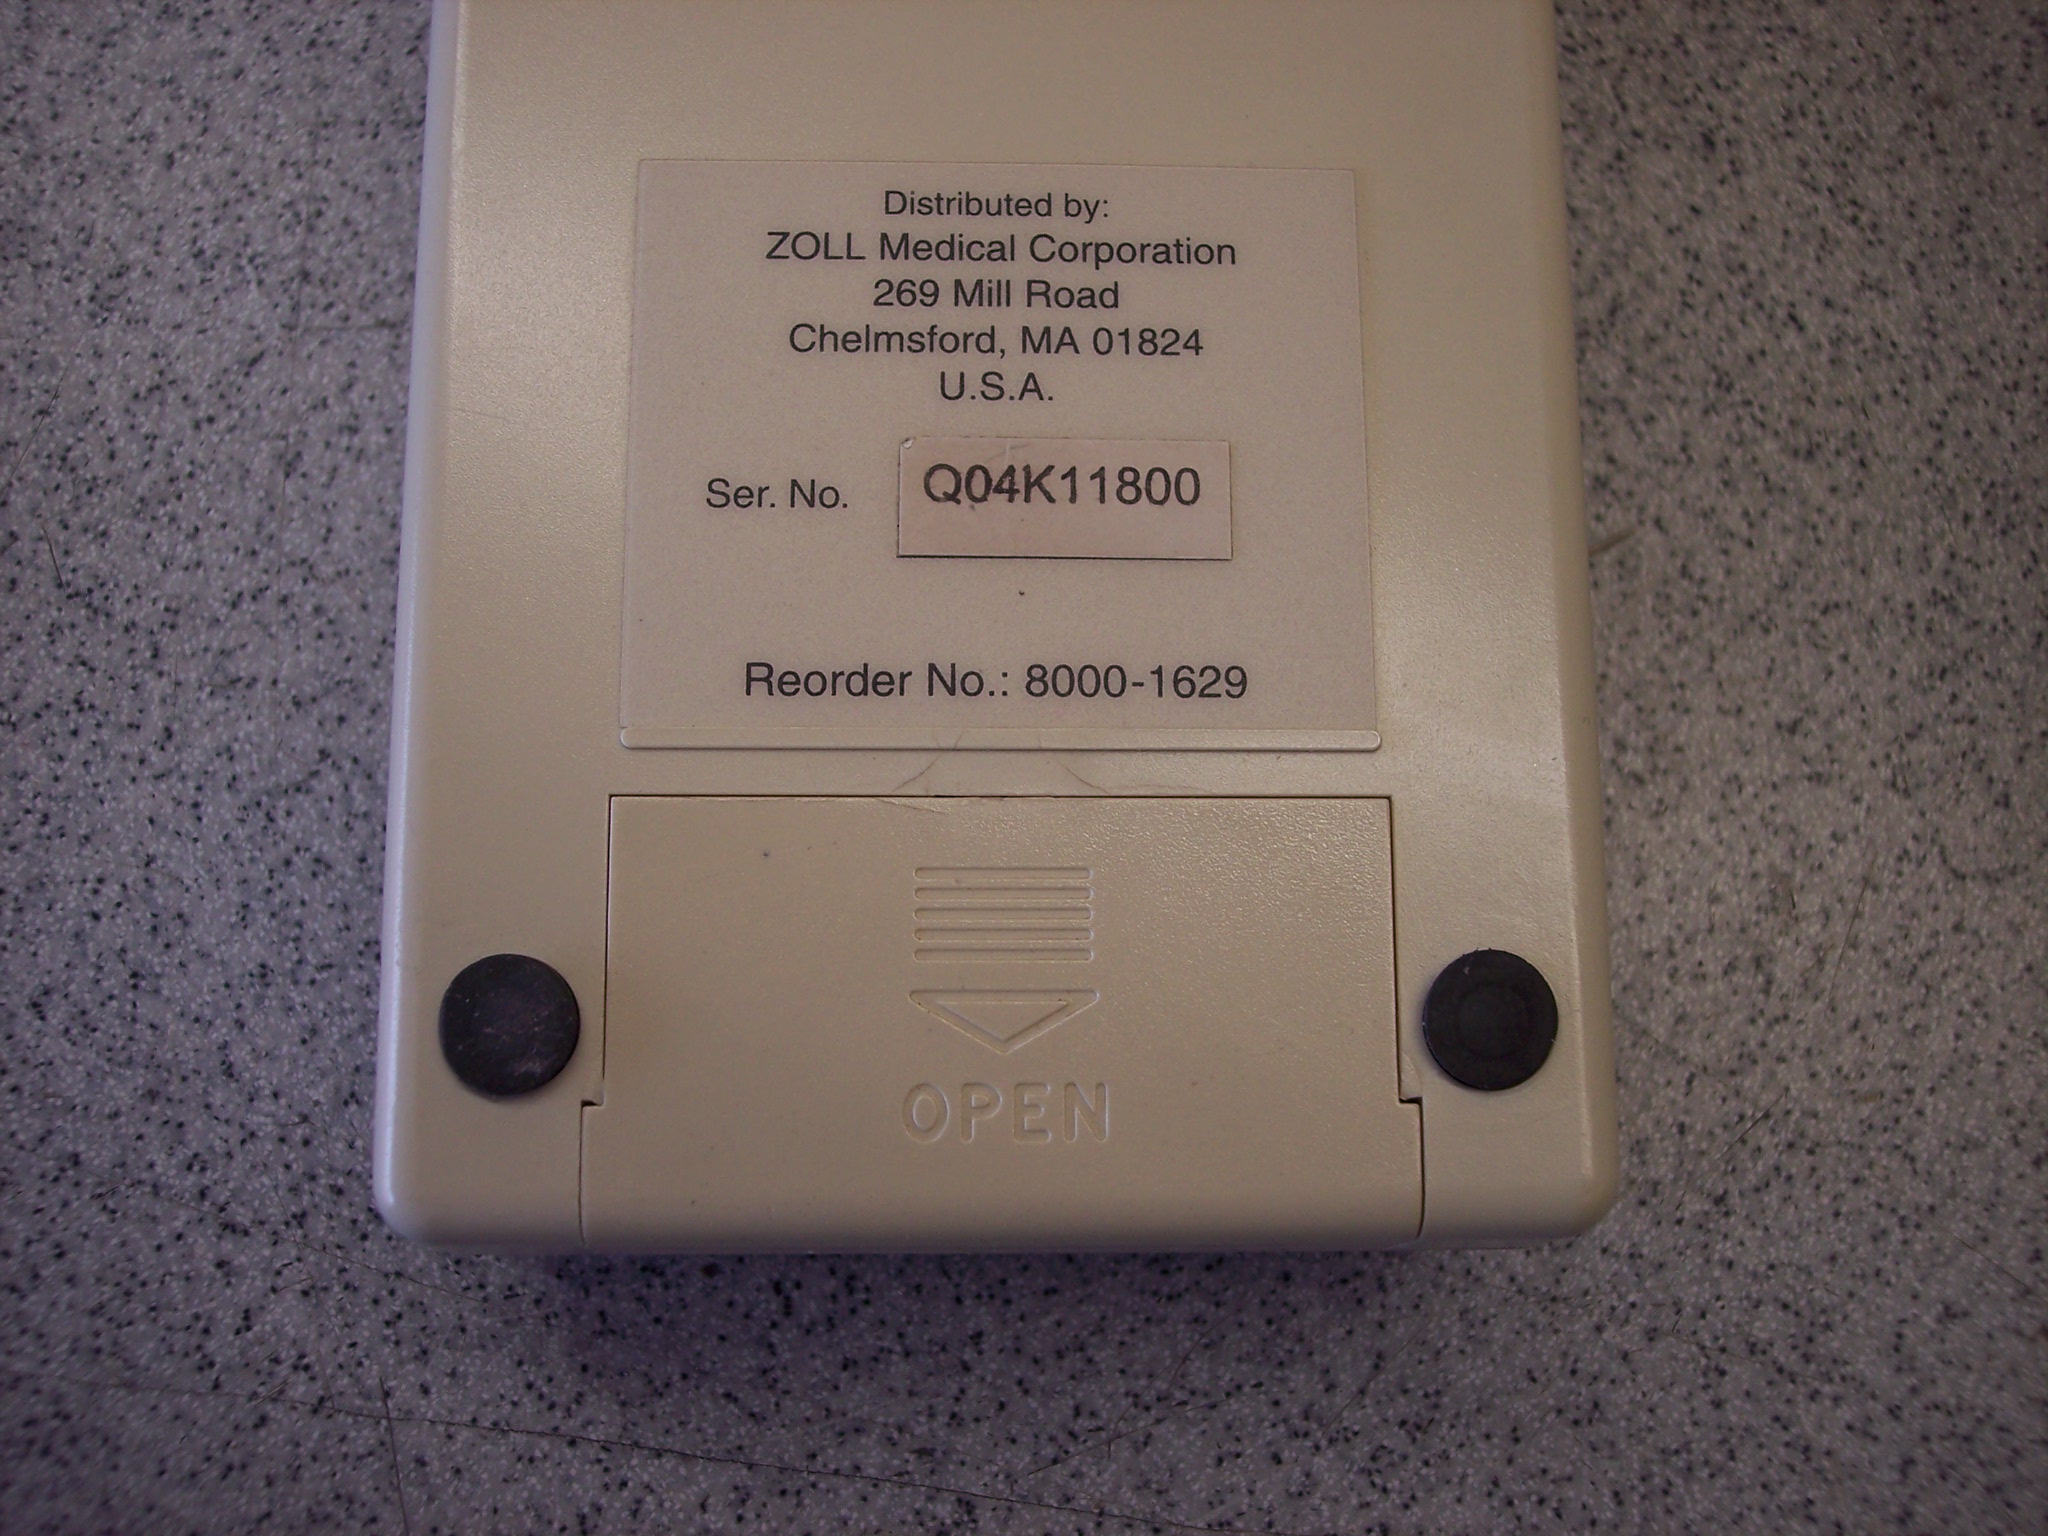 Distributed by:
ZOLL Medical Corporation
269 Mill Road
Chelmsford, MA 01824
U.S.A.
Ser. No. Q04K11800
Reorder No.: 8000-1629
OPEN